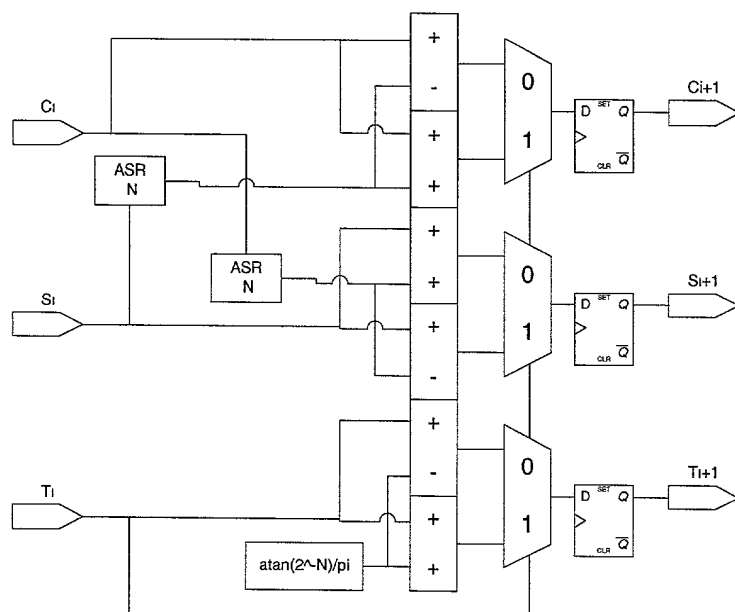 +
0
CI
-
D SET Q
CI+1
+
1
CLR Q
ASR
N
+
+
0
ASR
N
+
D SET Q
SI+1
SI
+
1
CLR Q
-
+
0
TI
-
D SET Q
TI+1
+
1
CLR Q
atan(2^-N)/pi
+